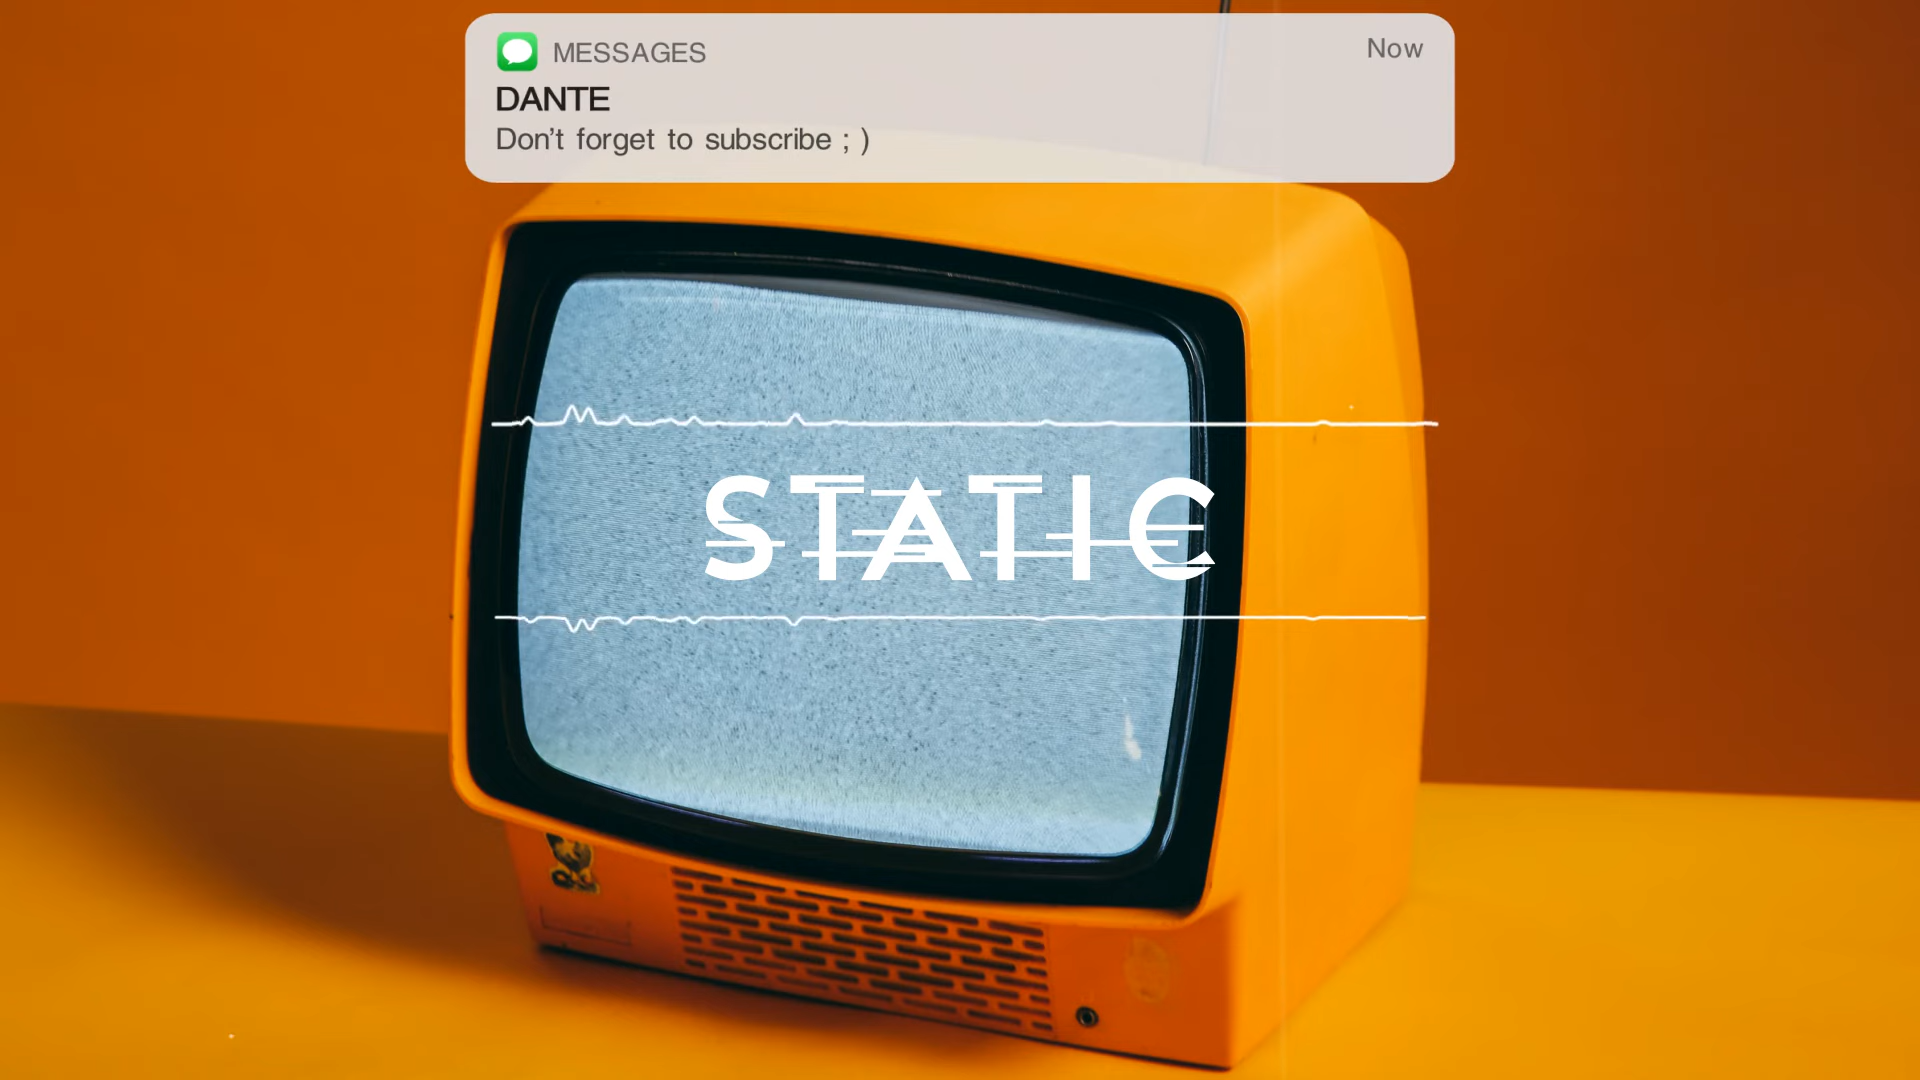 MESSAGES
Now
DANTE
Don't forget to subscribe ; )
STATIC